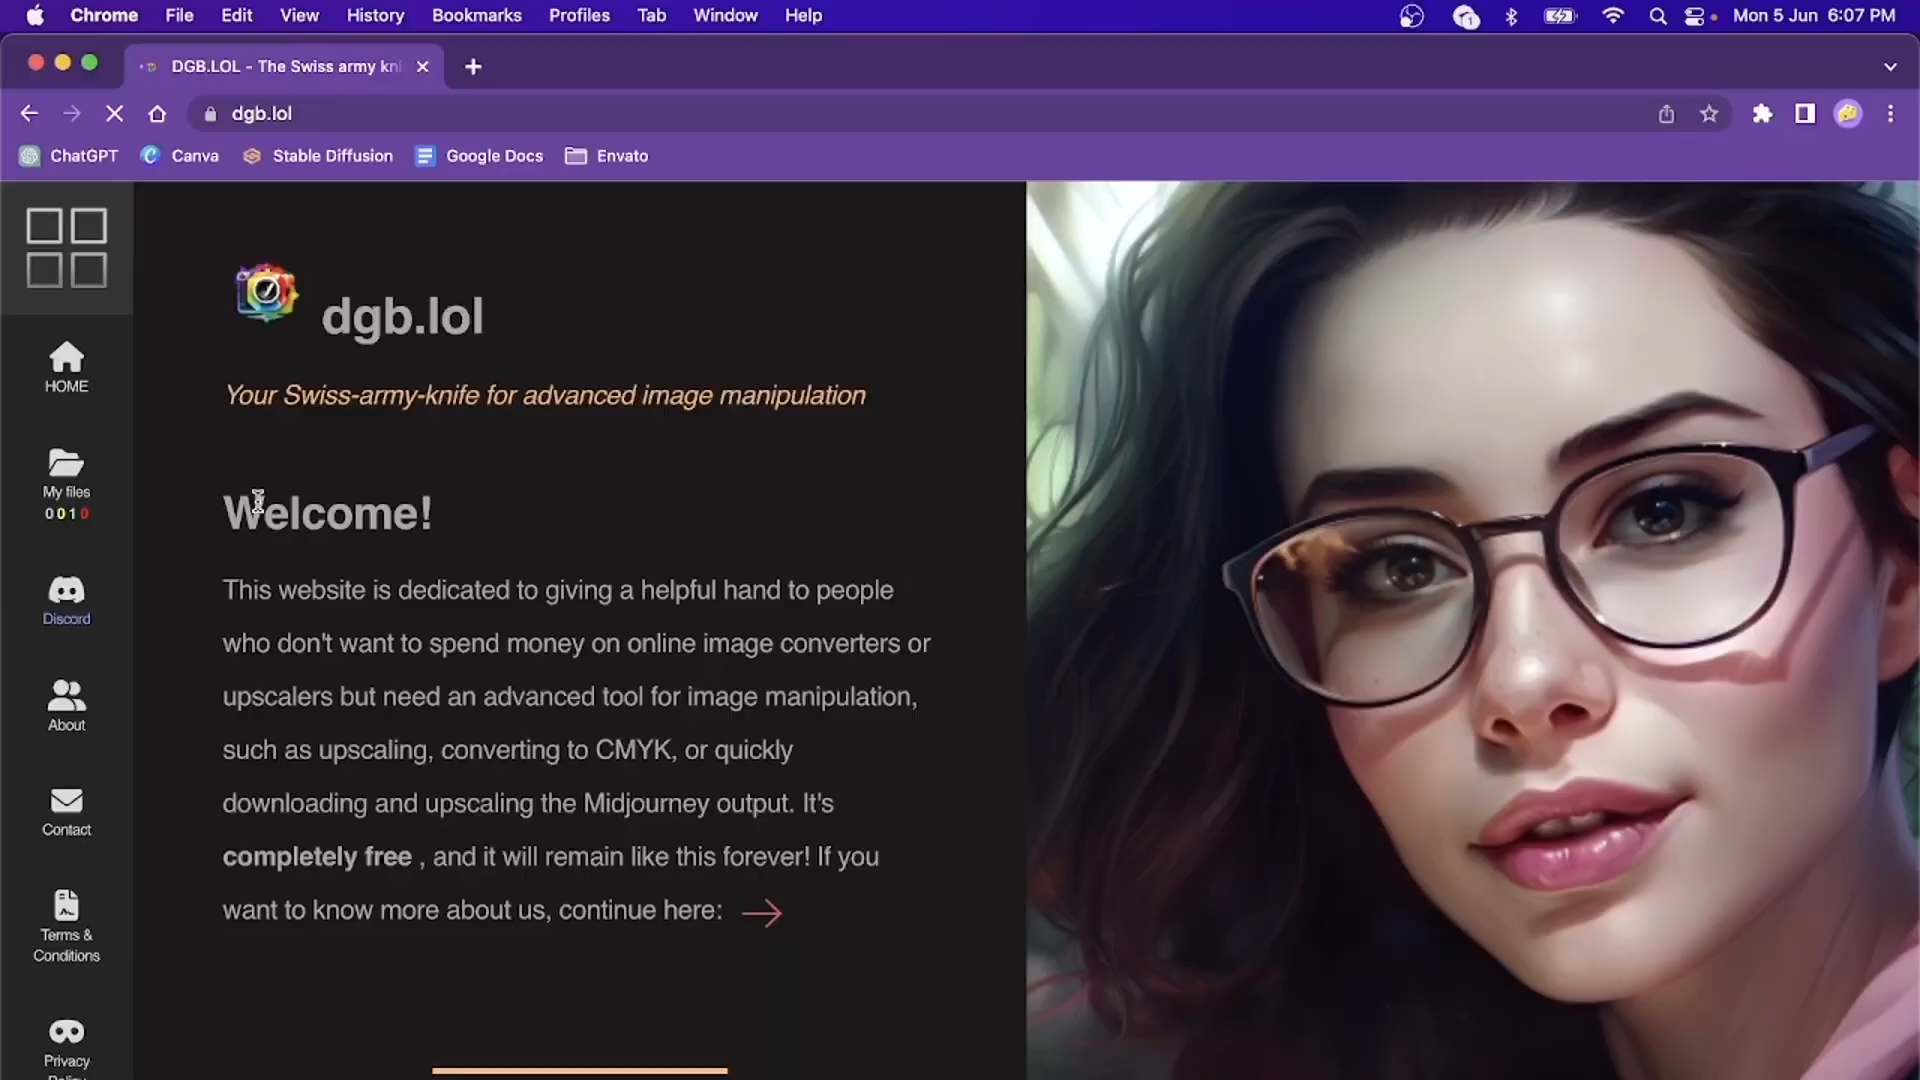 Chrome File Edit View History Bookmarks Profiles Tab Window Help Mon 5 Jun 6:07 PM
DGB.LOL - The Swiss army kni
dgb.lol
ChatGPT Canva Stable Diffusion Google Docs Envato
dgb.lol
Your Swiss-army-knife for advanced image manipulation
Welcome!
This website is dedicated to giving a helpful hand to people
who don't want to spend money on online image converters or
upscalers but need an advanced tool for image manipulation,
such as upscaling, converting to CMYK, or quickly
downloading and upscaling the Midjourney output. It's
completely free , and it will remain like this forever! If you
want to know more about us, continue here:
HOME
My files
0 0 1 0
Discord
About
Contact
Terms &
Conditions
Privacy